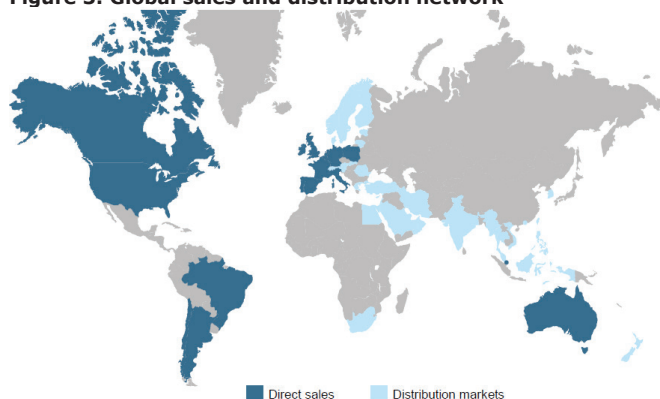 Figure 3: Global sales and distribution network
Direct sales
Distribution markets